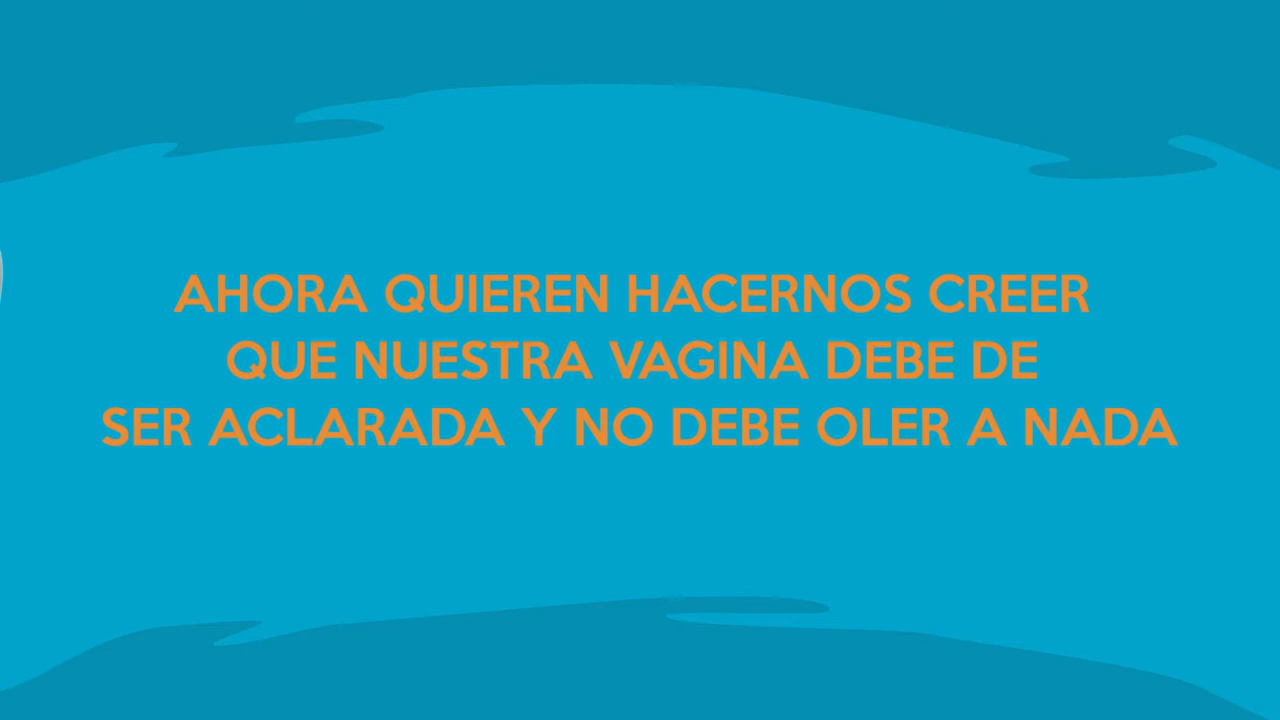 AHORA QUIEREN HACERNOS CREER
QUE NUESTRA VAGINA DEBE DE
SER ACLARADA Y NO DEBE OLER A NADA